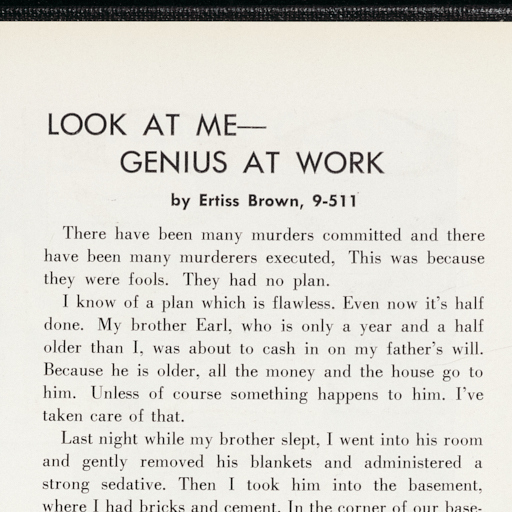 LOOK AT ME—
GENIUS AT WORK
by Ertiss Brown, 9-511
There have been many murders committed and there
have been many murderers executed, This was because
they were fools. They had no plan.
I know of a plan which is flawless. Even now it's half
done. My brother Earl, who is only a year and a half
older than I, was about to cash in on my father's will.
Because he is older, all the money and the house go to
him. Unless of course something happens to him. I've
taken care of that.
Last night while my brother slept, I went into his room
and gently removed his blankets and administered a
strong sedative. Then I took him into the basement,
where I had bricks and cement. In the corner of our base-